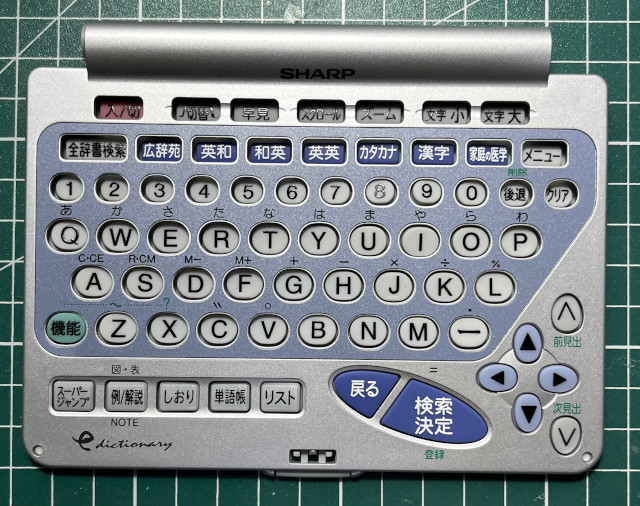 SHARP
入/切 切替え 早見 スクロール ズーム 文字 小 文字 大
全辞書検索 広辞苑 英和 和英 英英 カタカナ 漢字 家庭の医学 メニュー
削除
1 2 3 4 5 6 7 8 9 0 後退 クリア
あ か さ た な は ま や ら わ
Q W E R T Y U I O P
C・CE R・CM M− M+ + − × ÷ %
A S D F G H J K L
〜 ? \\ ○ .
機能 Z X C V B N M ー
前見出
図・表 =
スーパージャンプ 例/解説 しおり 単語帳 リスト 戻る 検索決定
次見出
NOTE
登録
e dictionary